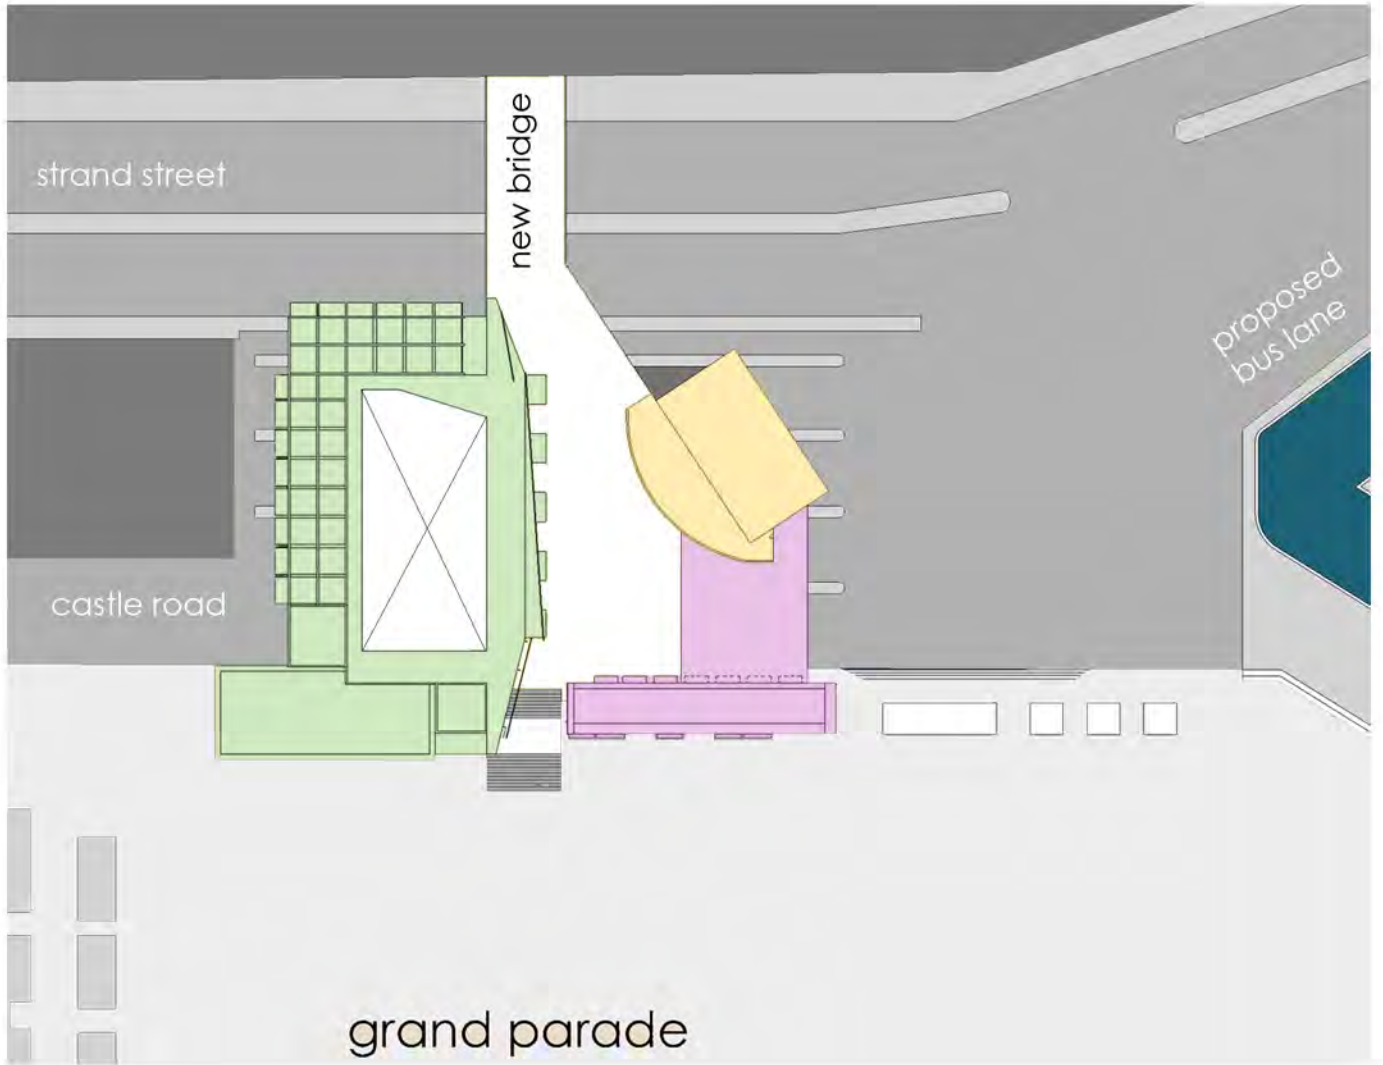 new bridge
strand street
proposed
bus lane
castle road
grand parade